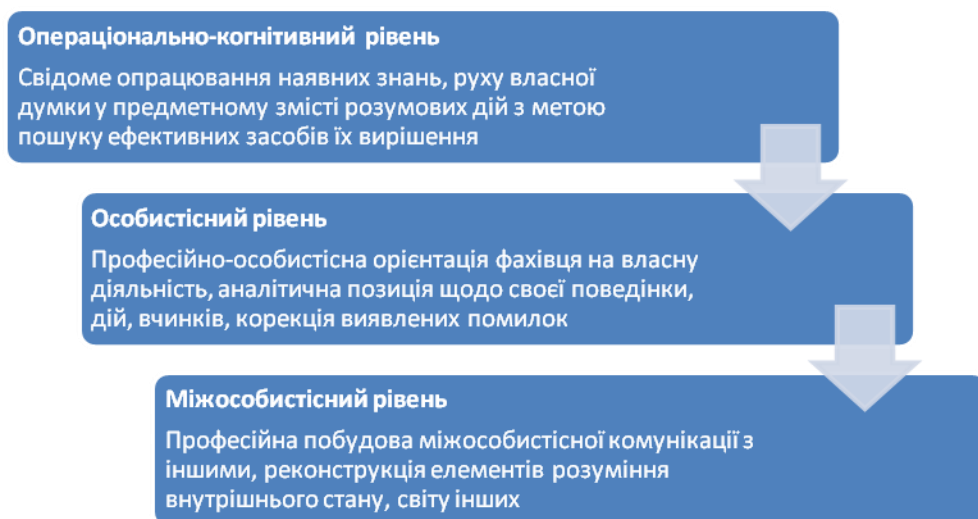 Операціонально-когнітивний рівень
Свідоме опрацювання наявних знань, руху власної
думки у предметному змісті розумових дій з метою
пошуку ефективних засобів їх вирішення
Особистісний рівень
Професійно-особистісна орієнтація фахівця на власну
діяльність, аналітична позиція щодо своєї поведінки,
дій, вчинків, корекція виявлених помилок
Міжособистісний рівень
Професійна побудова міжособистісної комунікації з
іншими, реконструкція елементів розуміння
внутрішнього стану, світу інших